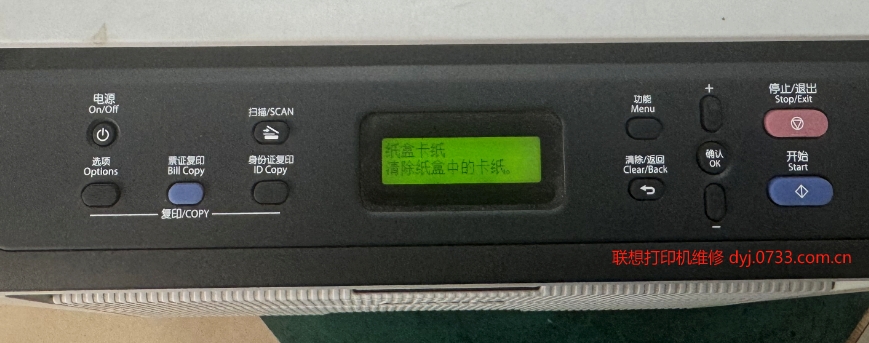 电源
On/Off
选项
Options
票证复印
Bill Copy
扫描/SCAN
身份证复印
ID Copy
复印/COPY
纸盒卡纸
清除纸盒中的卡纸。
功能
Menu
清除/返回
Clear/Back
+
确认
OK
−
停止/退出
Stop/Exit
开始
Start
联想打印机维修 dyj.0733.com.cn